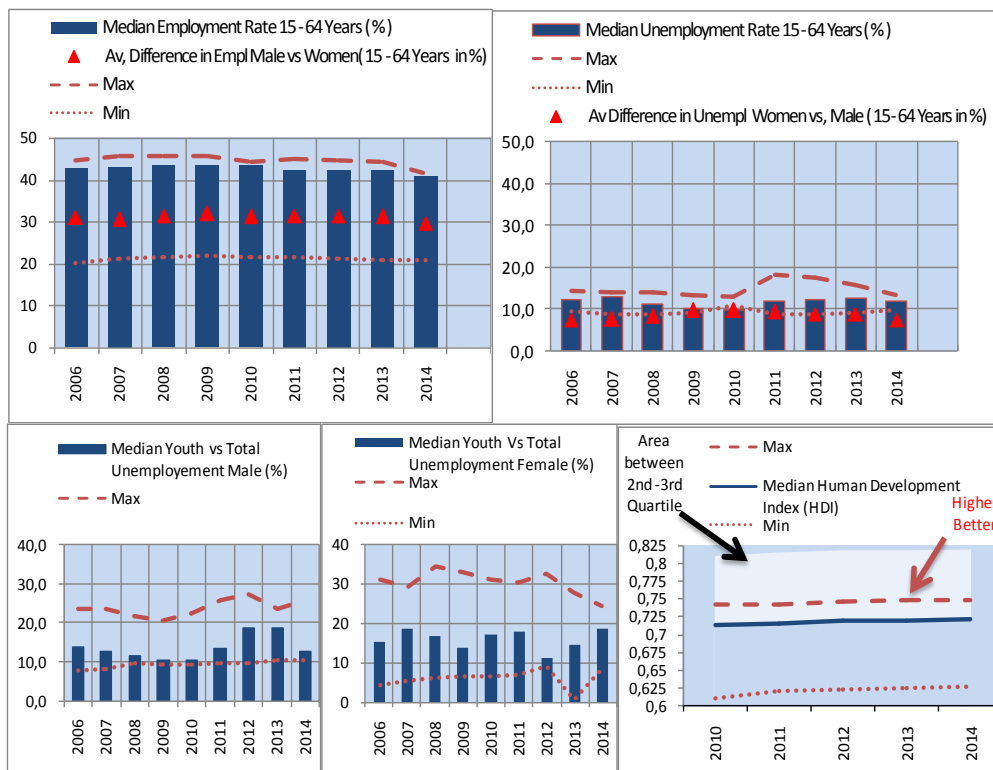 Median Employment Rate 15 - 64 Years ( %)
Av, Difference in Empl Male vs Women( 15 - 64 Years in %)
Max
Min
50
40
30
20
10
0
2006
2007
2008
2009
2010
2011
2012
2013
2014
Median Unemployment Rate 15 - 64 Years ( %)
Max
Min
Av Difference in Unempl Women vs, Male ( 15 - 64 Years in %)
50,0
40,0
30,0
20,0
10,0
0,0
2006
2007
2008
2009
2010
2011
2012
2013
2014
Median Youth vs Total
Unemployement Male (%)
Max
40,0
30,0
20,0
10,0
0,0
2006
2007
2008
2009
2010
2011
2012
2013
2014
Median Youth Vs Total
Unemployment Female (%)
Max
Min
40
30
20
10
0
2006
2007
2008
2009
2010
2011
2012
2013
2014
Area
between
2nd -3rd
Quartile
Max
Median Human Development
Index (HDI)
Min
Highe
Better
0,825
0,8
0,775
0,75
0,725
0,7
0,675
0,65
0,625
0,6
2010
2011
2012
2013
2014